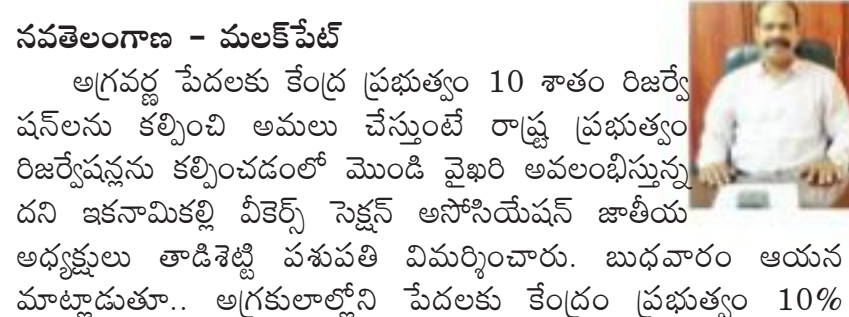 నవతెలంగాణ – మలక్‌పేట్
అగ్రవర్ణ పేదలకు కేంద్ర ప్రభుత్వం 10 శాతం రిజర్వే
షన్‌లను కల్పించి అమలు చేస్తుంటే రాష్ట్ర ప్రభుత్వం
రిజర్వేషన్లను కల్పించడంలో మొండి వైఖరి అవలంభిస్తున్న
దని ఇకనామికల్లి వీకెర్స్ సెక్షన్ అసోసియేషన్ జాతీయ
అధ్యక్షులు తాడిశెట్టి పశుపతి విమర్శించారు. బుధవారం ఆయన
మాట్లాడుతూ.. అగ్రకులాల్లోని పేదలకు కేంద్రం ప్రభుత్వం 10%